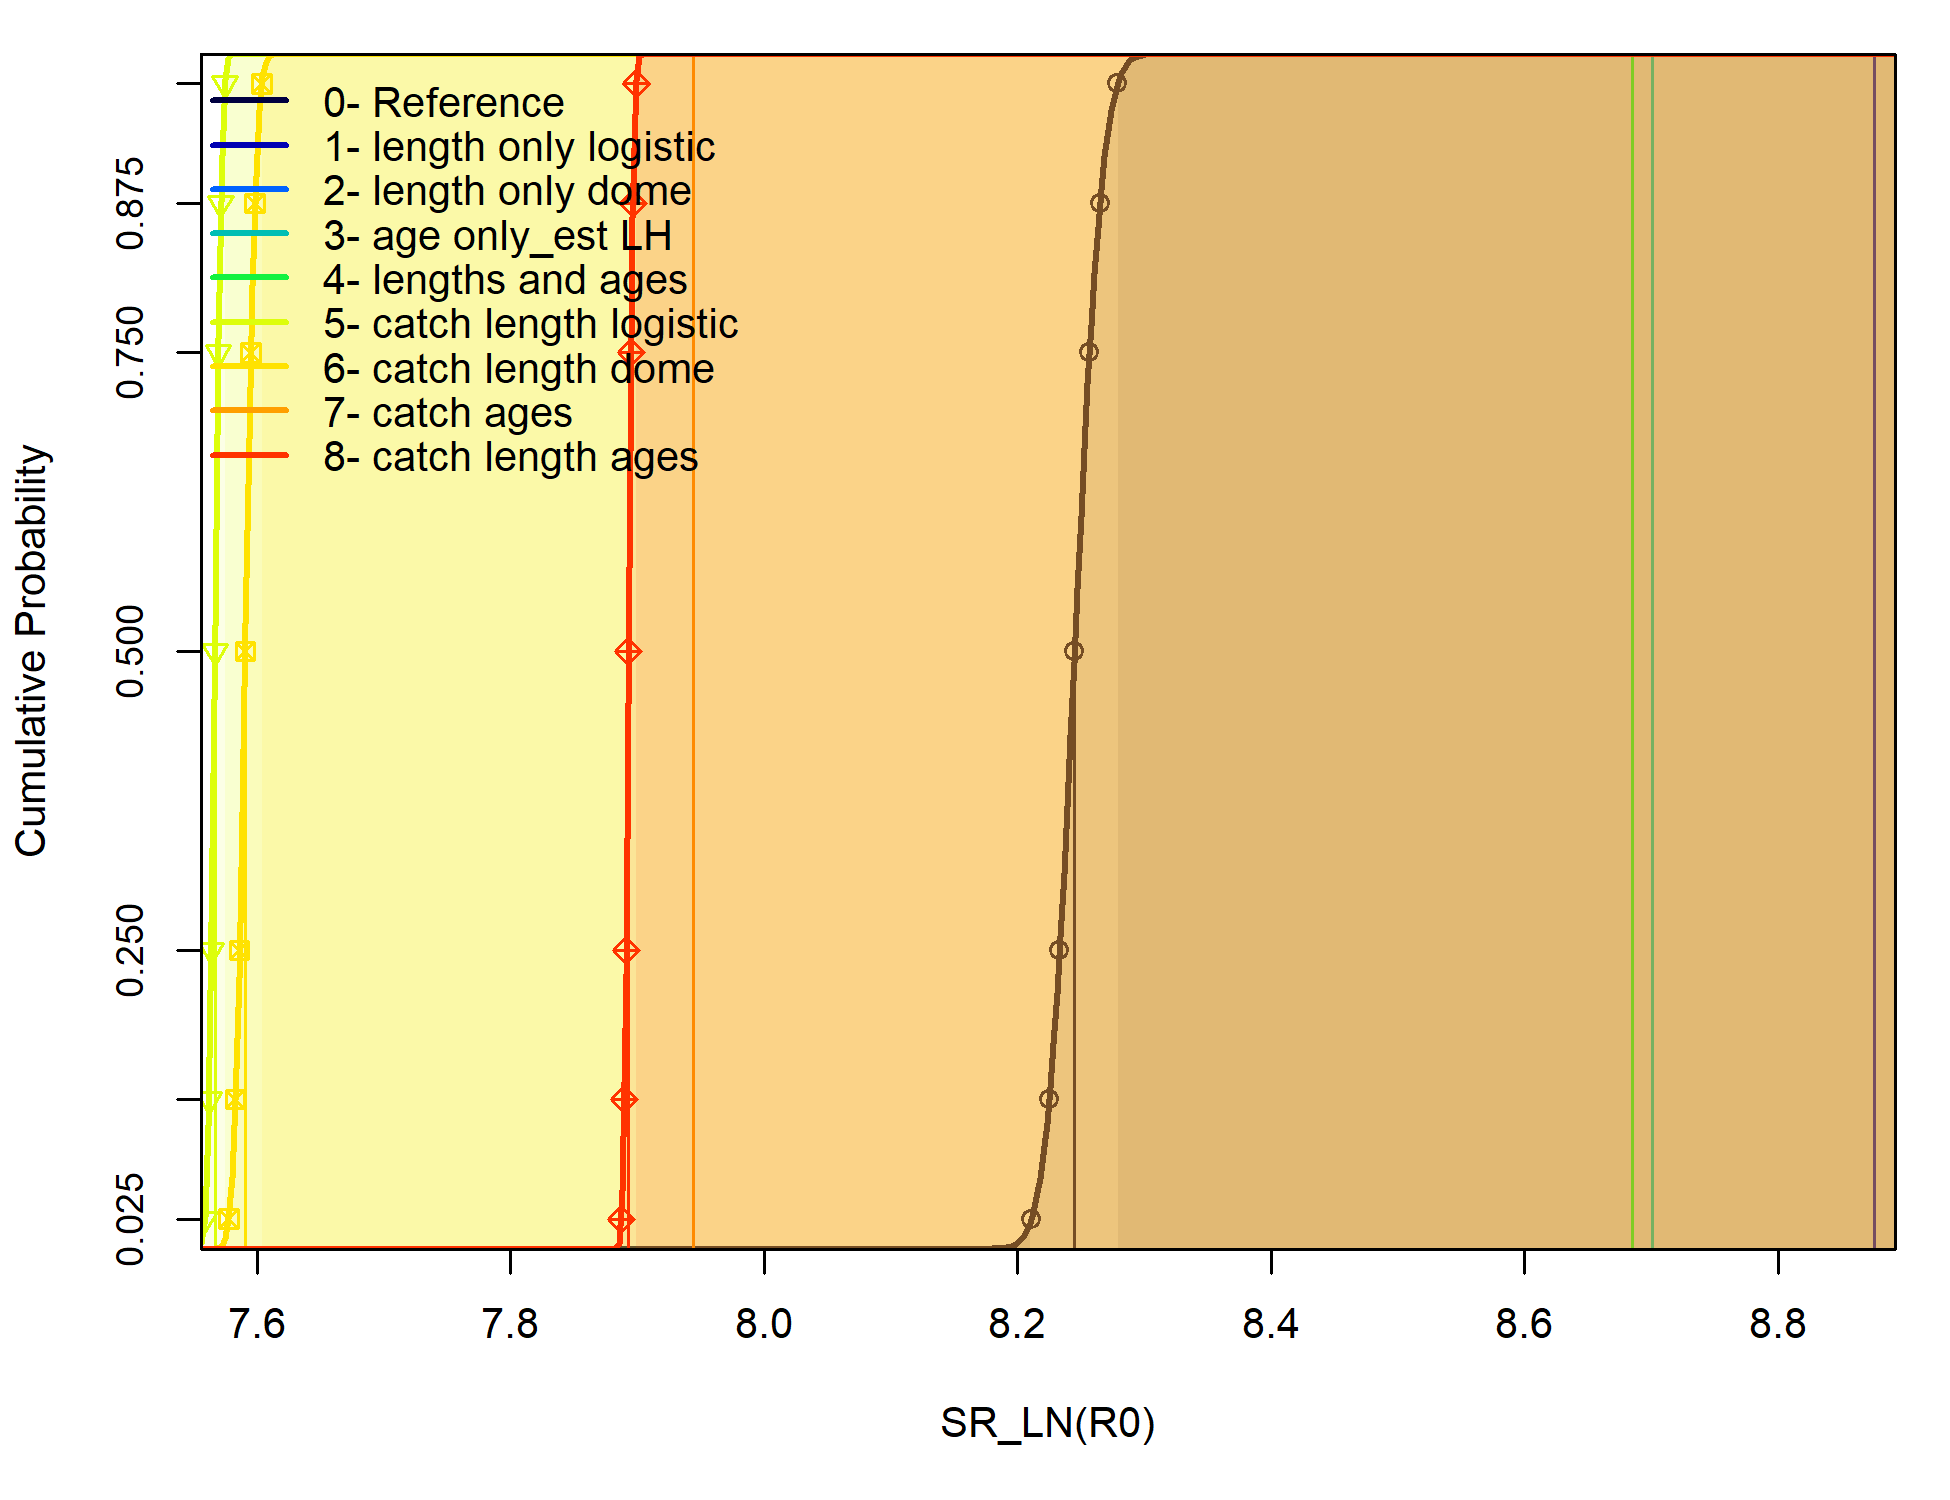 0- Reference
1- length only logistic
2- length only dome
3- age only_est LH
4- lengths and ages
5- catch length logistic
6- catch length dome
7- catch ages
8- catch length ages
Cumulative Probability
0.875
0.750
0.500
0.250
0.025
7.6 7.8 8.0 8.2 8.4 8.6 8.8
SR_LN(R0)